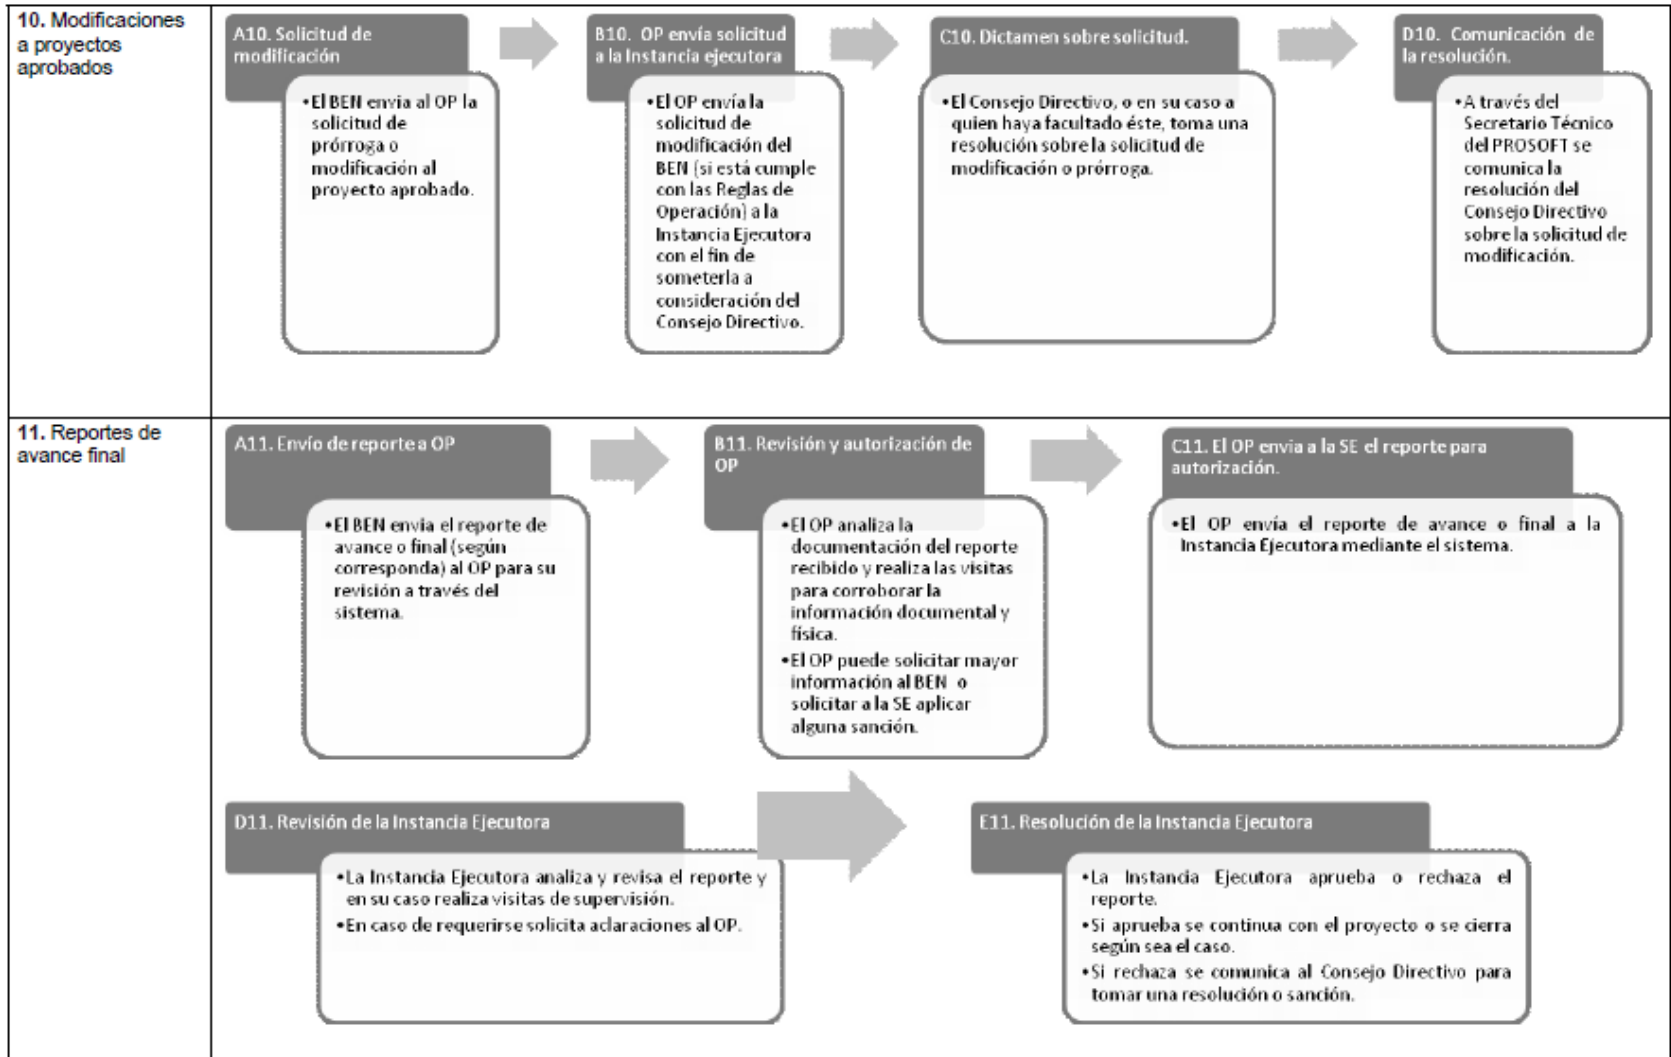 10. Modificaciones
a proyectos
aprobados
A10. Solicitud de
modificación
•El BEN envia al OP la
solicitud de
prórroga o
modificación al
proyecto aprobado.
B10. OP envía solicitud
a la Instancia ejecutora
•El OP envía la
solicitud de
modificación del
BEN (si está cumple
con las Reglas de
Operación) a la
Instancia Ejecutora
con el fin de
someterla a
consideración del
Consejo Directivo.
C10. Dictamen sobre solicitud.
•El Consejo Directivo, o en su caso a
quien haya facultado éste, toma una
resolución sobre la solicitud de
modificación o prórroga.
D10. Comunicación de
la resolución.
•A través del
Secretario Técnico
del PROSOFT se
comunica la
resolución del
Consejo Directivo
sobre la solicitud de
modificación.
11. Reportes de
avance final
A11. Envío de reporte a OP
•El BEN envia el reporte de
avance o final (según
corresponda) al OP para su
revisión a través del
sistema.
B11. Revisión y autorización de
OP
•El OP analiza la
documentación del reporte
recibido y realiza las visitas
para corroborar la
información documental y
física.
•El OP puede solicitar mayor
información al BEN o
solicitar a la SE aplicar
alguna sanción.
C11. El OP envia a la SE el reporte para
autorización.
•El OP envía el reporte de avance o final a la
Instancia Ejecutora mediante el sistema.
D11. Revisión de la Instancia Ejecutora
•La Instancia Ejecutora analiza y revisa el reporte y
en su caso realiza visitas de supervisión.
•En caso de requerirse solicita aclaraciones al OP.
E11. Resolución de la Instancia Ejecutora
•La Instancia Ejecutora aprueba o rechaza el
reporte.
•Si aprueba se continua con el proyecto o se cierra
según sea el caso.
•Si rechaza se comunica al Consejo Directivo para
tomar una resolución o sanción.